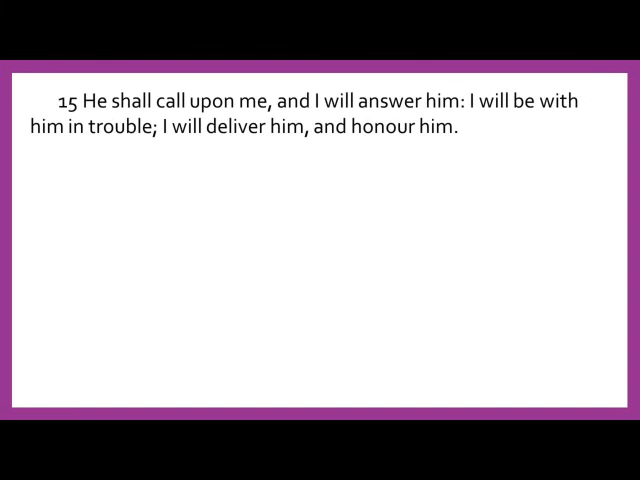 15 He shall call upon me, and I will answer him: I will be with
him in trouble; I will deliver him, and honour him.